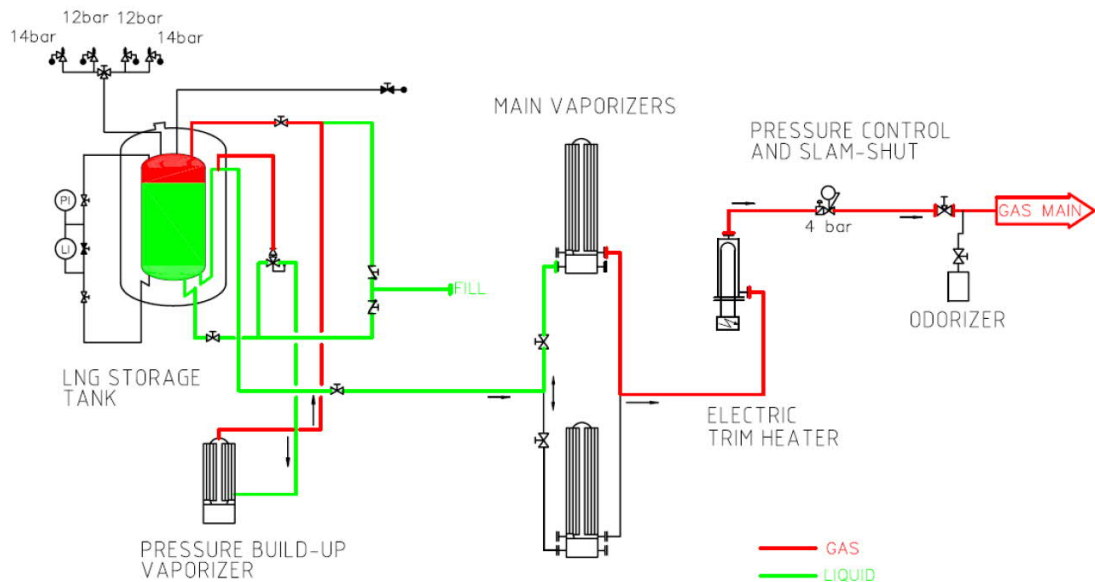 12bar 12bar
14bar 14bar
MAIN VAPORIZERS
PRESSURE CONTROL
AND SLAM-SHUT
PI
LI
GAS MAIN
4 bar
FILL
ODORIZER
LNG STORAGE
TANK
ELECTRIC
TRIM HEATER
PRESSURE BUILD-UP
VAPORIZER
GAS
LIQUID